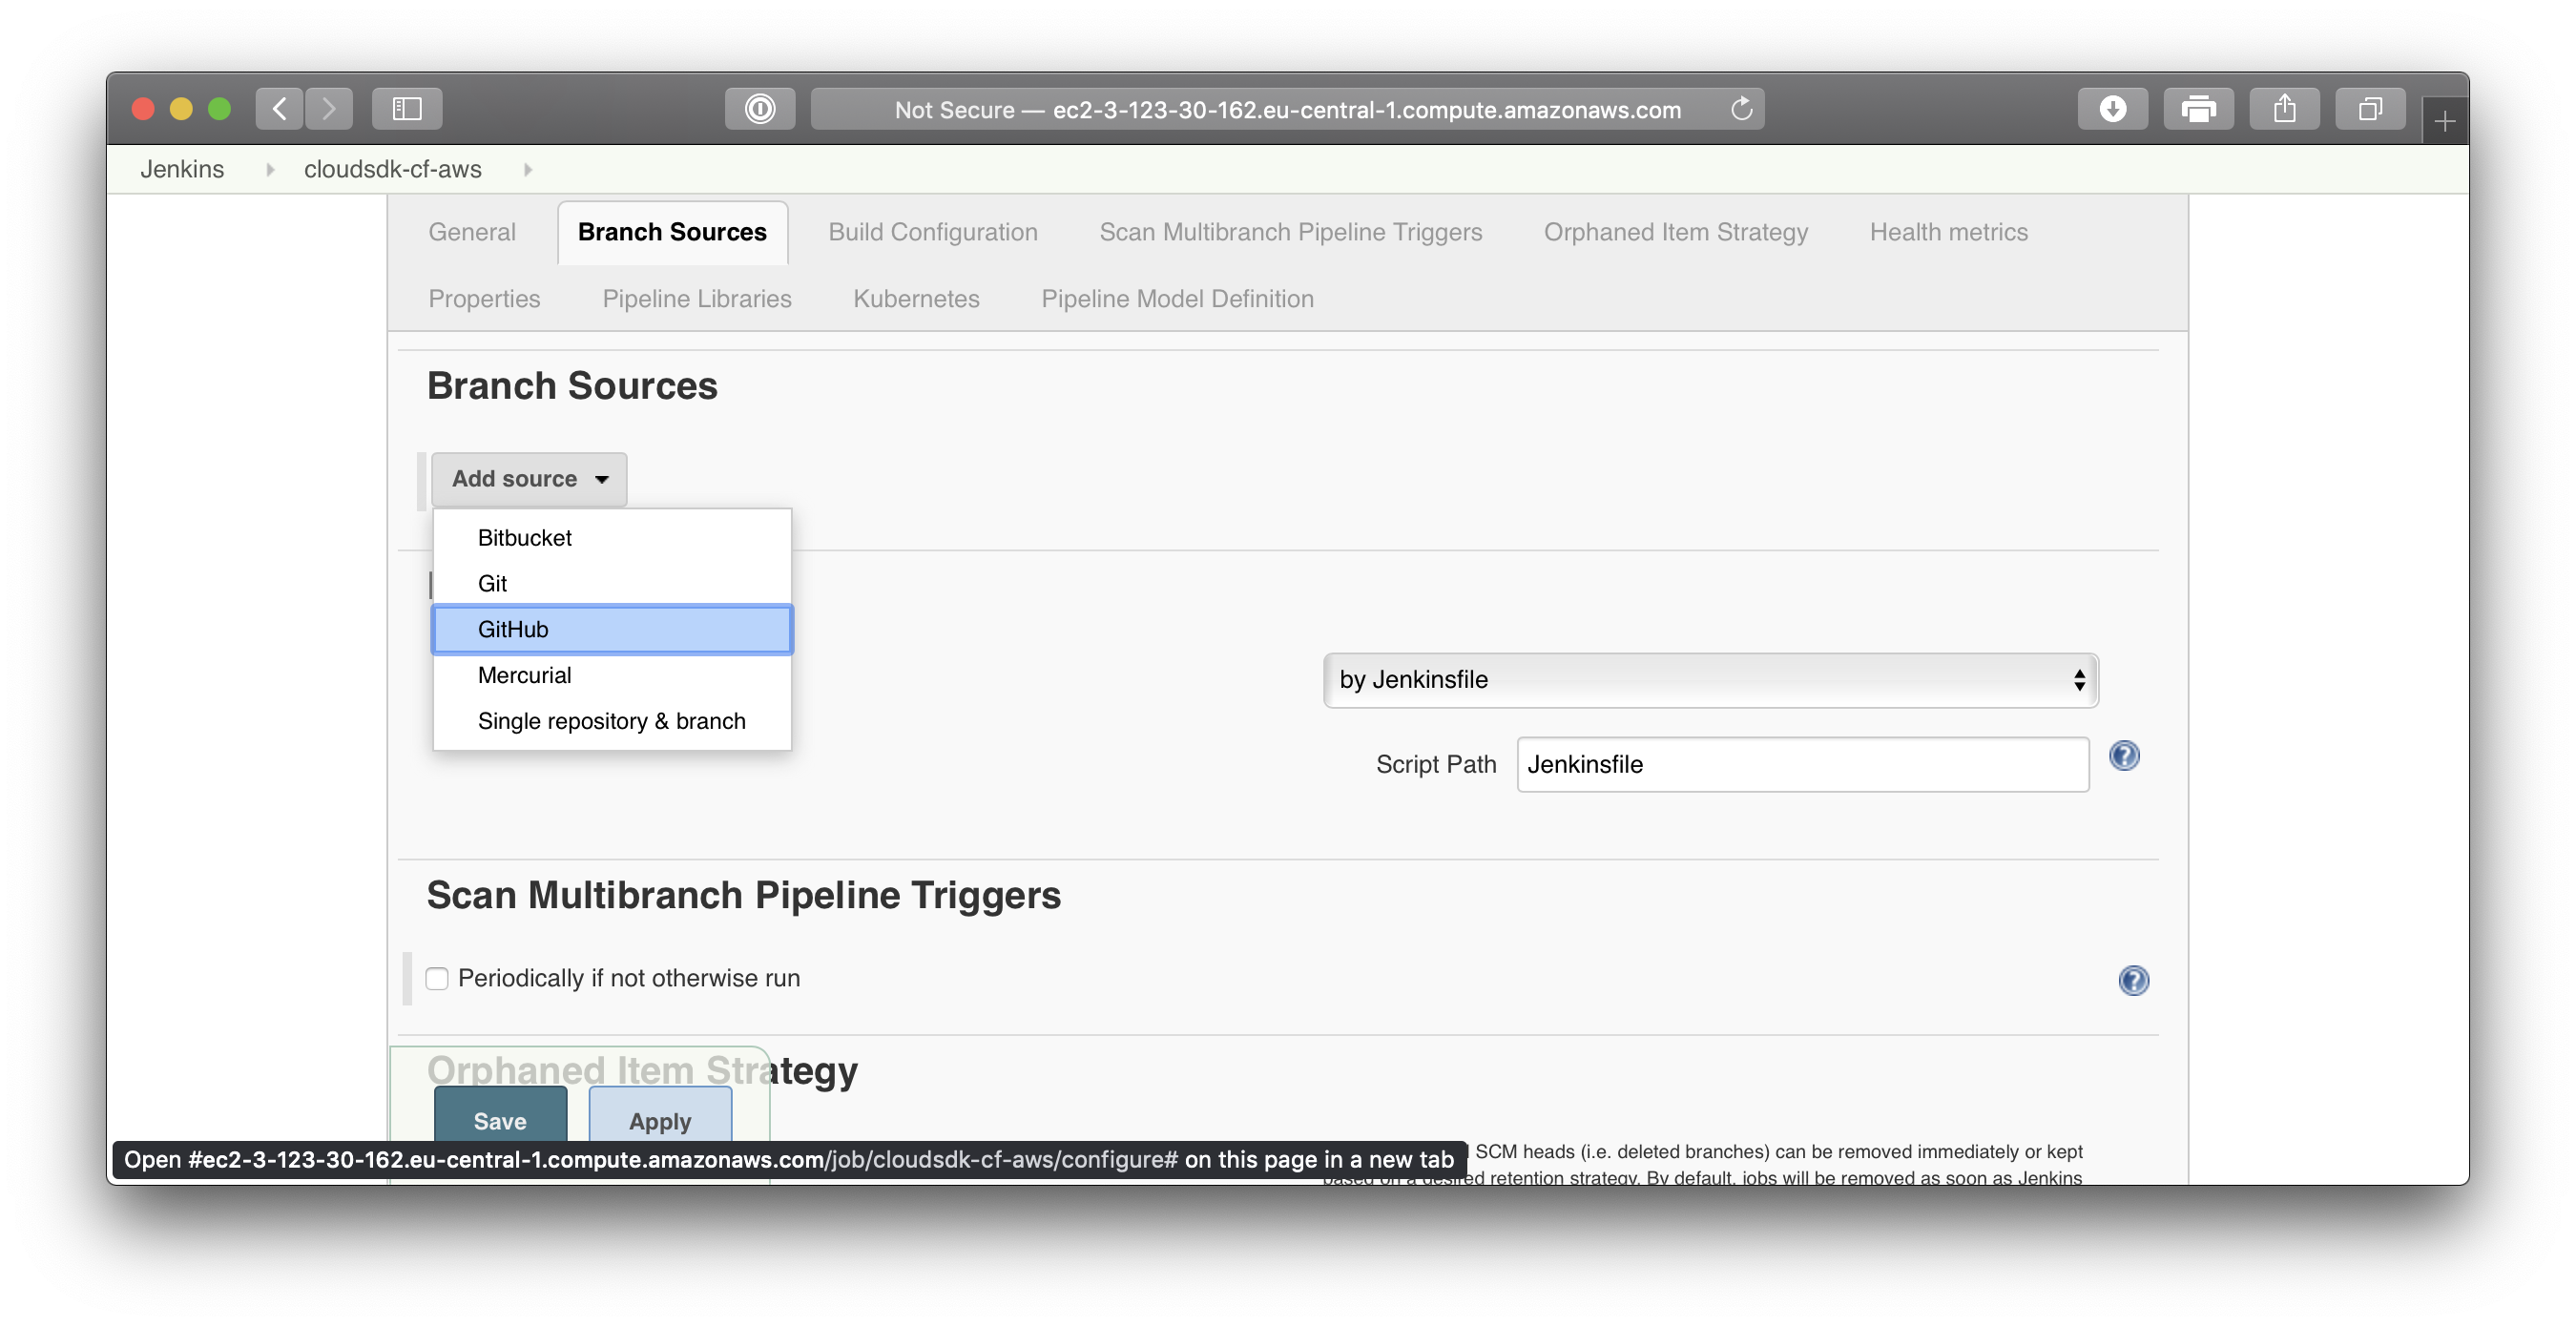 Not Secure — ec2-3-123-30-162.eu-central-1.compute.amazonaws.com
Jenkins cloudsdk-cf-aws
General Branch Sources Build Configuration Scan Multibranch Pipeline Triggers Orphaned Item Strategy Health metrics
Properties Pipeline Libraries Kubernetes Pipeline Model Definition
Branch Sources
Add source
Bitbucket
Git
GitHub
Mercurial
Single repository & branch
by Jenkinsfile
Script Path Jenkinsfile
Scan Multibranch Pipeline Triggers
Periodically if not otherwise run
Orphaned Item Strategy
Save Apply
SCM heads (i.e. deleted branches) can be removed immediately or kept
Open #ec2-3-123-30-162.eu-central-1.compute.amazonaws.com/job/cloudsdk-cf-aws/configure# on this page in a new tab
based on a desired retention strategy. By default, jobs will be removed as soon as Jenkins